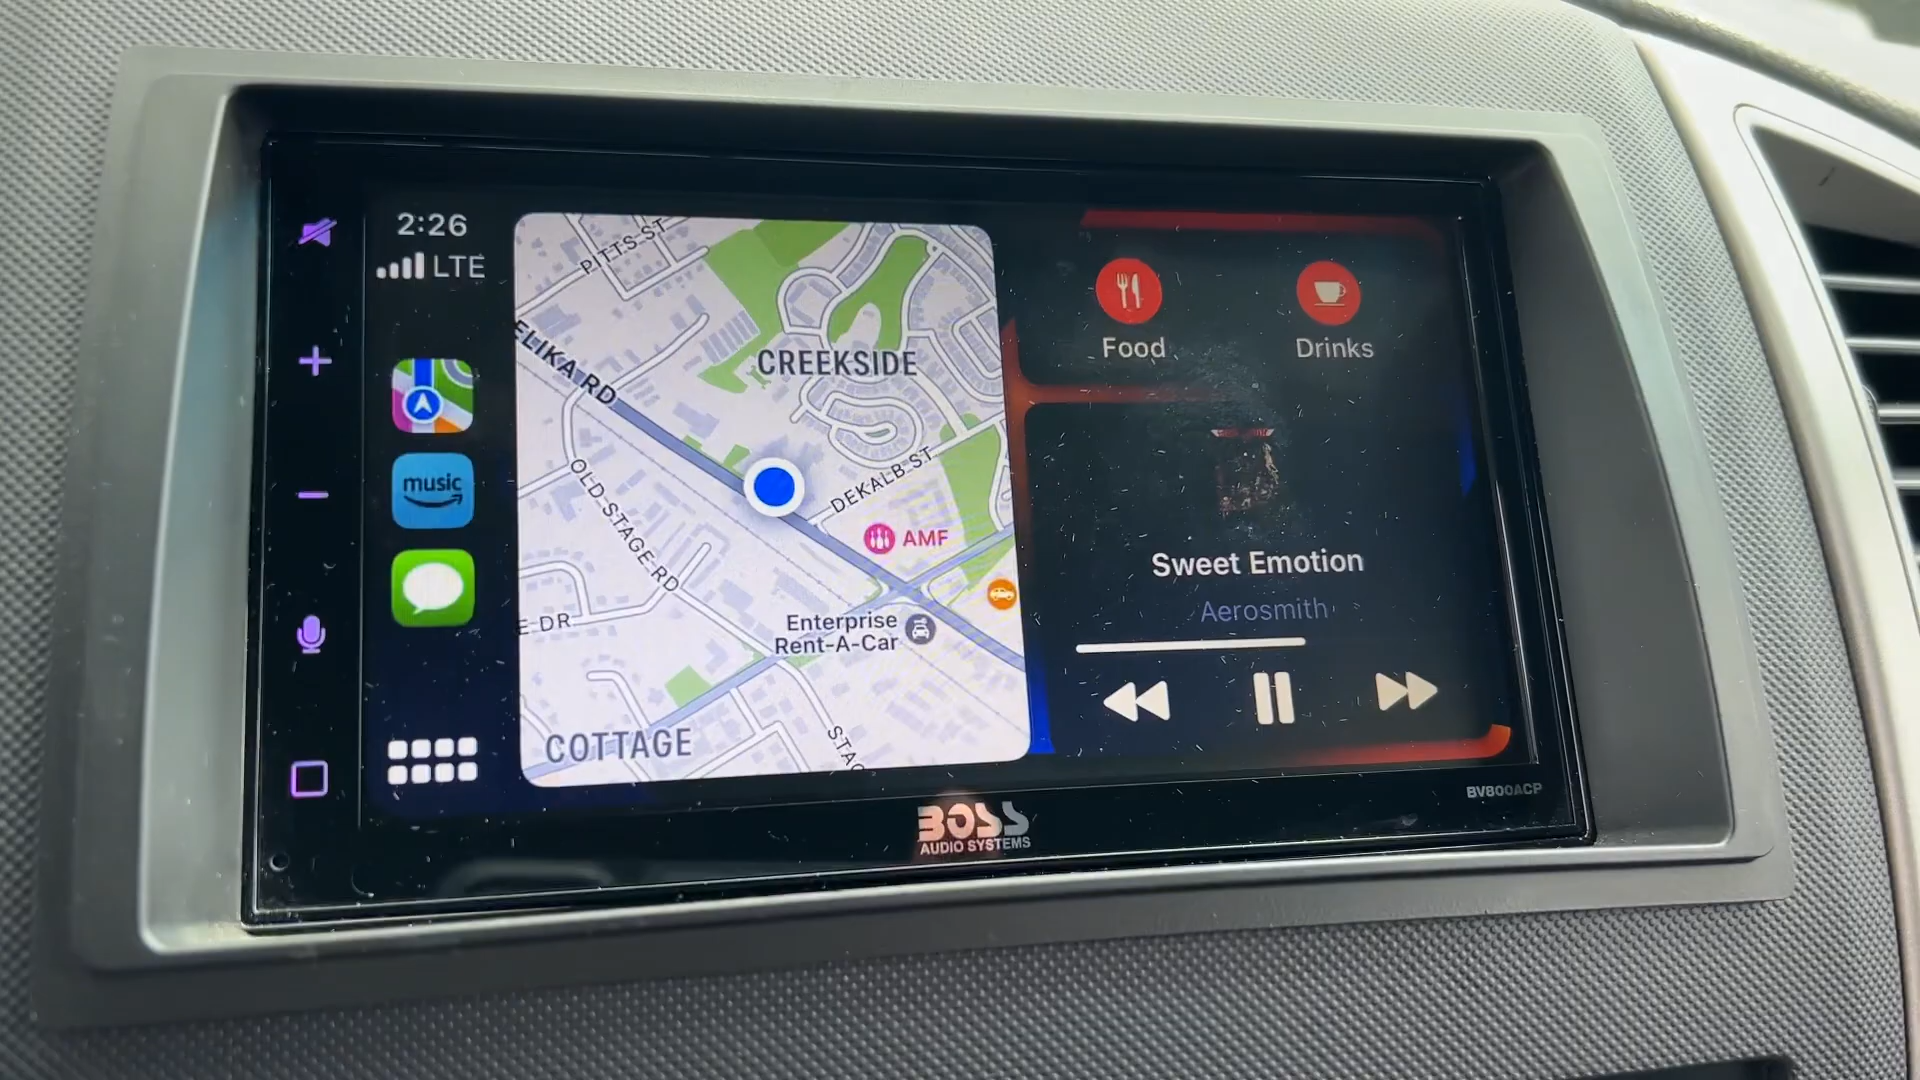 2:26
LTE
music
PITTS ST
ELIKA RD
CREEKSIDE
OLD STAGE RD
DEKALB ST
AMF
E DR
Enterprise
Rent-A-Car
COTTAGE
STAG
Food
Drinks
Sweet Emotion
Aerosmith
BOSS
AUDIO SYSTEMS
BV800ACP